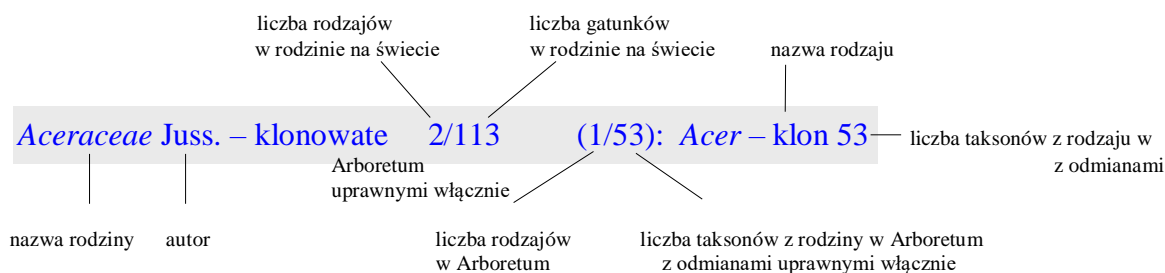 liczba rodzajów
w rodzinie na świecie
liczba gatunków
w rodzinie na świecie
nazwa rodzaju
Aceraceae Juss. – klonowate 2/113 (1/53): Acer – klon 53
liczba taksonów z rodzaju w
z odmianami
Arboretum
uprawnymi włącznie
nazwa rodziny
autor
liczba rodzajów
w Arboretum
liczba taksonów z rodziny w Arboretum
z odmianami uprawnymi włącznie